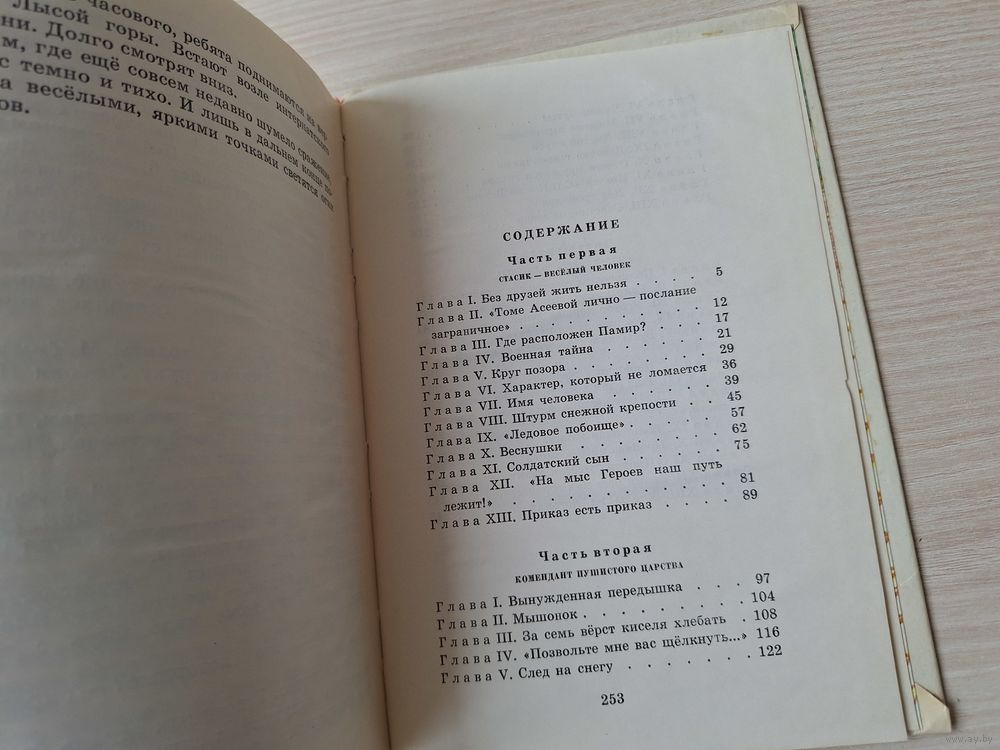 часового, ребята поднимаются на вер-
Лысой горы. Встают возле интернатского
ни. Долго смотрят вниз.
м, где ещё совсем недавно шумело сражение,
с темно и тихо. И лишь в дальнем конце
а весёлыми, яркими точками светятся огни
ов.
СОДЕРЖАНИЕ
Часть первая
СТАСИК — ВЕСЁЛЫЙ ЧЕЛОВЕК
Глава I. Без друзей жить нельзя . . . . 5
Глава II. «Томе Асеевой лично — послание
заграничное» . . . . . . . . . . 12
Глава III. Где расположен Памир? . . . 17
Глава IV. Военная тайна . . . . . . 21
Глава V. Круг позора . . . . . . . 29
Глава VI. Характер, который не ломается 36
Глава VII. Имя человека . . . . . . 39
Глава VIII. Штурм снежной крепости . . 45
Глава IX. «Ледовое побоище» . . . . . 57
Глава X. Веснушки . . . . . . . . 62
Глава XI. Солдатский сын . . . . . . 75
Глава XII. «На мыс Героев наш путь
лежит!» . . . . . . . . . . . 81
Глава XIII. Приказ есть приказ . . . . 89
Часть вторая
КОМЕНДАНТ ПУШИСТОГО ЦАРСТВА
Глава I. Вынужденная передышка . . . 97
Глава II. Мышонок . . . . . . . . 104
Глава III. За семь вёрст киселя хлебать . 108
Глава IV. «Позвольте мне вас щёлкнуть...» 116
Глава V. След на снегу . . . . . . . 122
253
www.ay.by